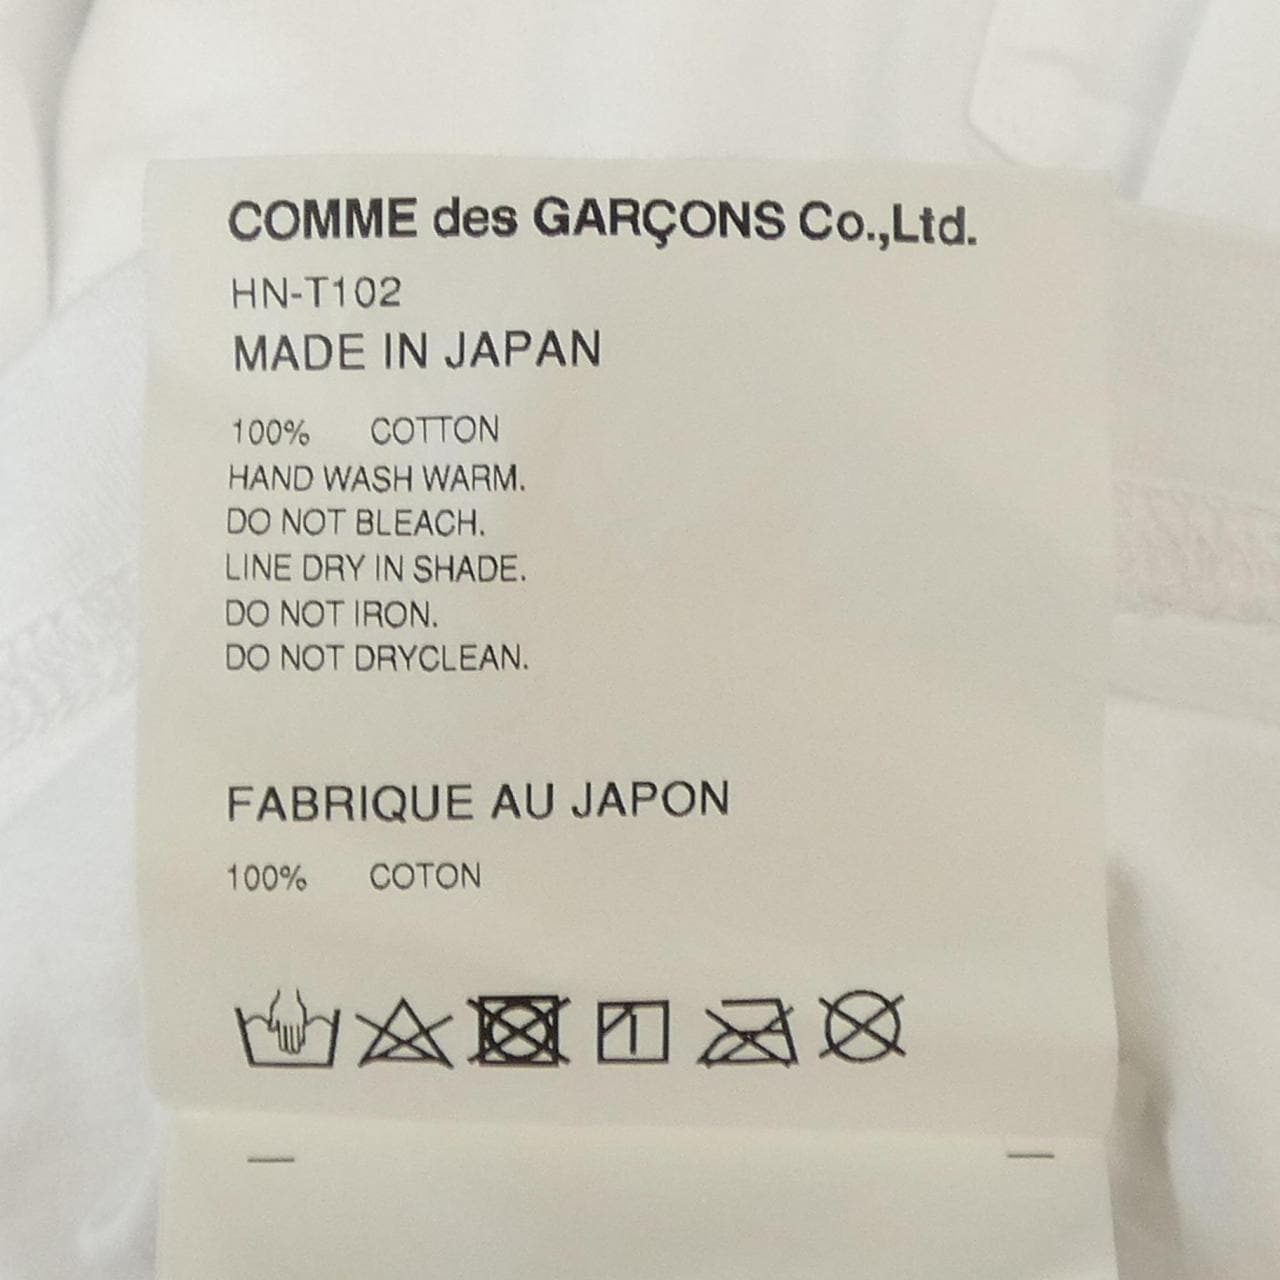 COMME des GARÇONS Co.,Ltd.
HN-T102
MADE IN JAPAN
100% COTTON
HAND WASH WARM.
DO NOT BLEACH.
LINE DRY IN SHADE.
DO NOT IRON.
DO NOT DRYCLEAN.
FABRIQUE AU JAPON
100% COTON